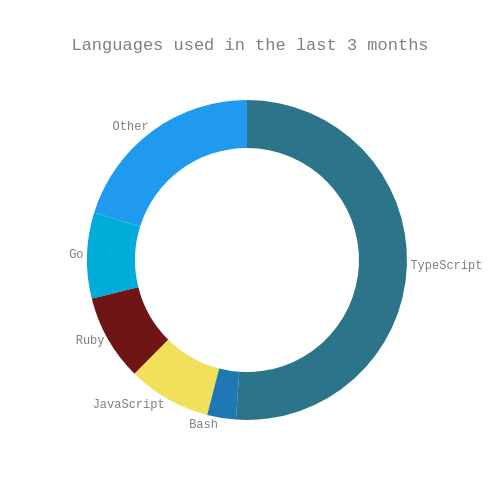 Languages used in the last 3 months
Other
Go
TypeScript
Ruby
JavaScript
Bash